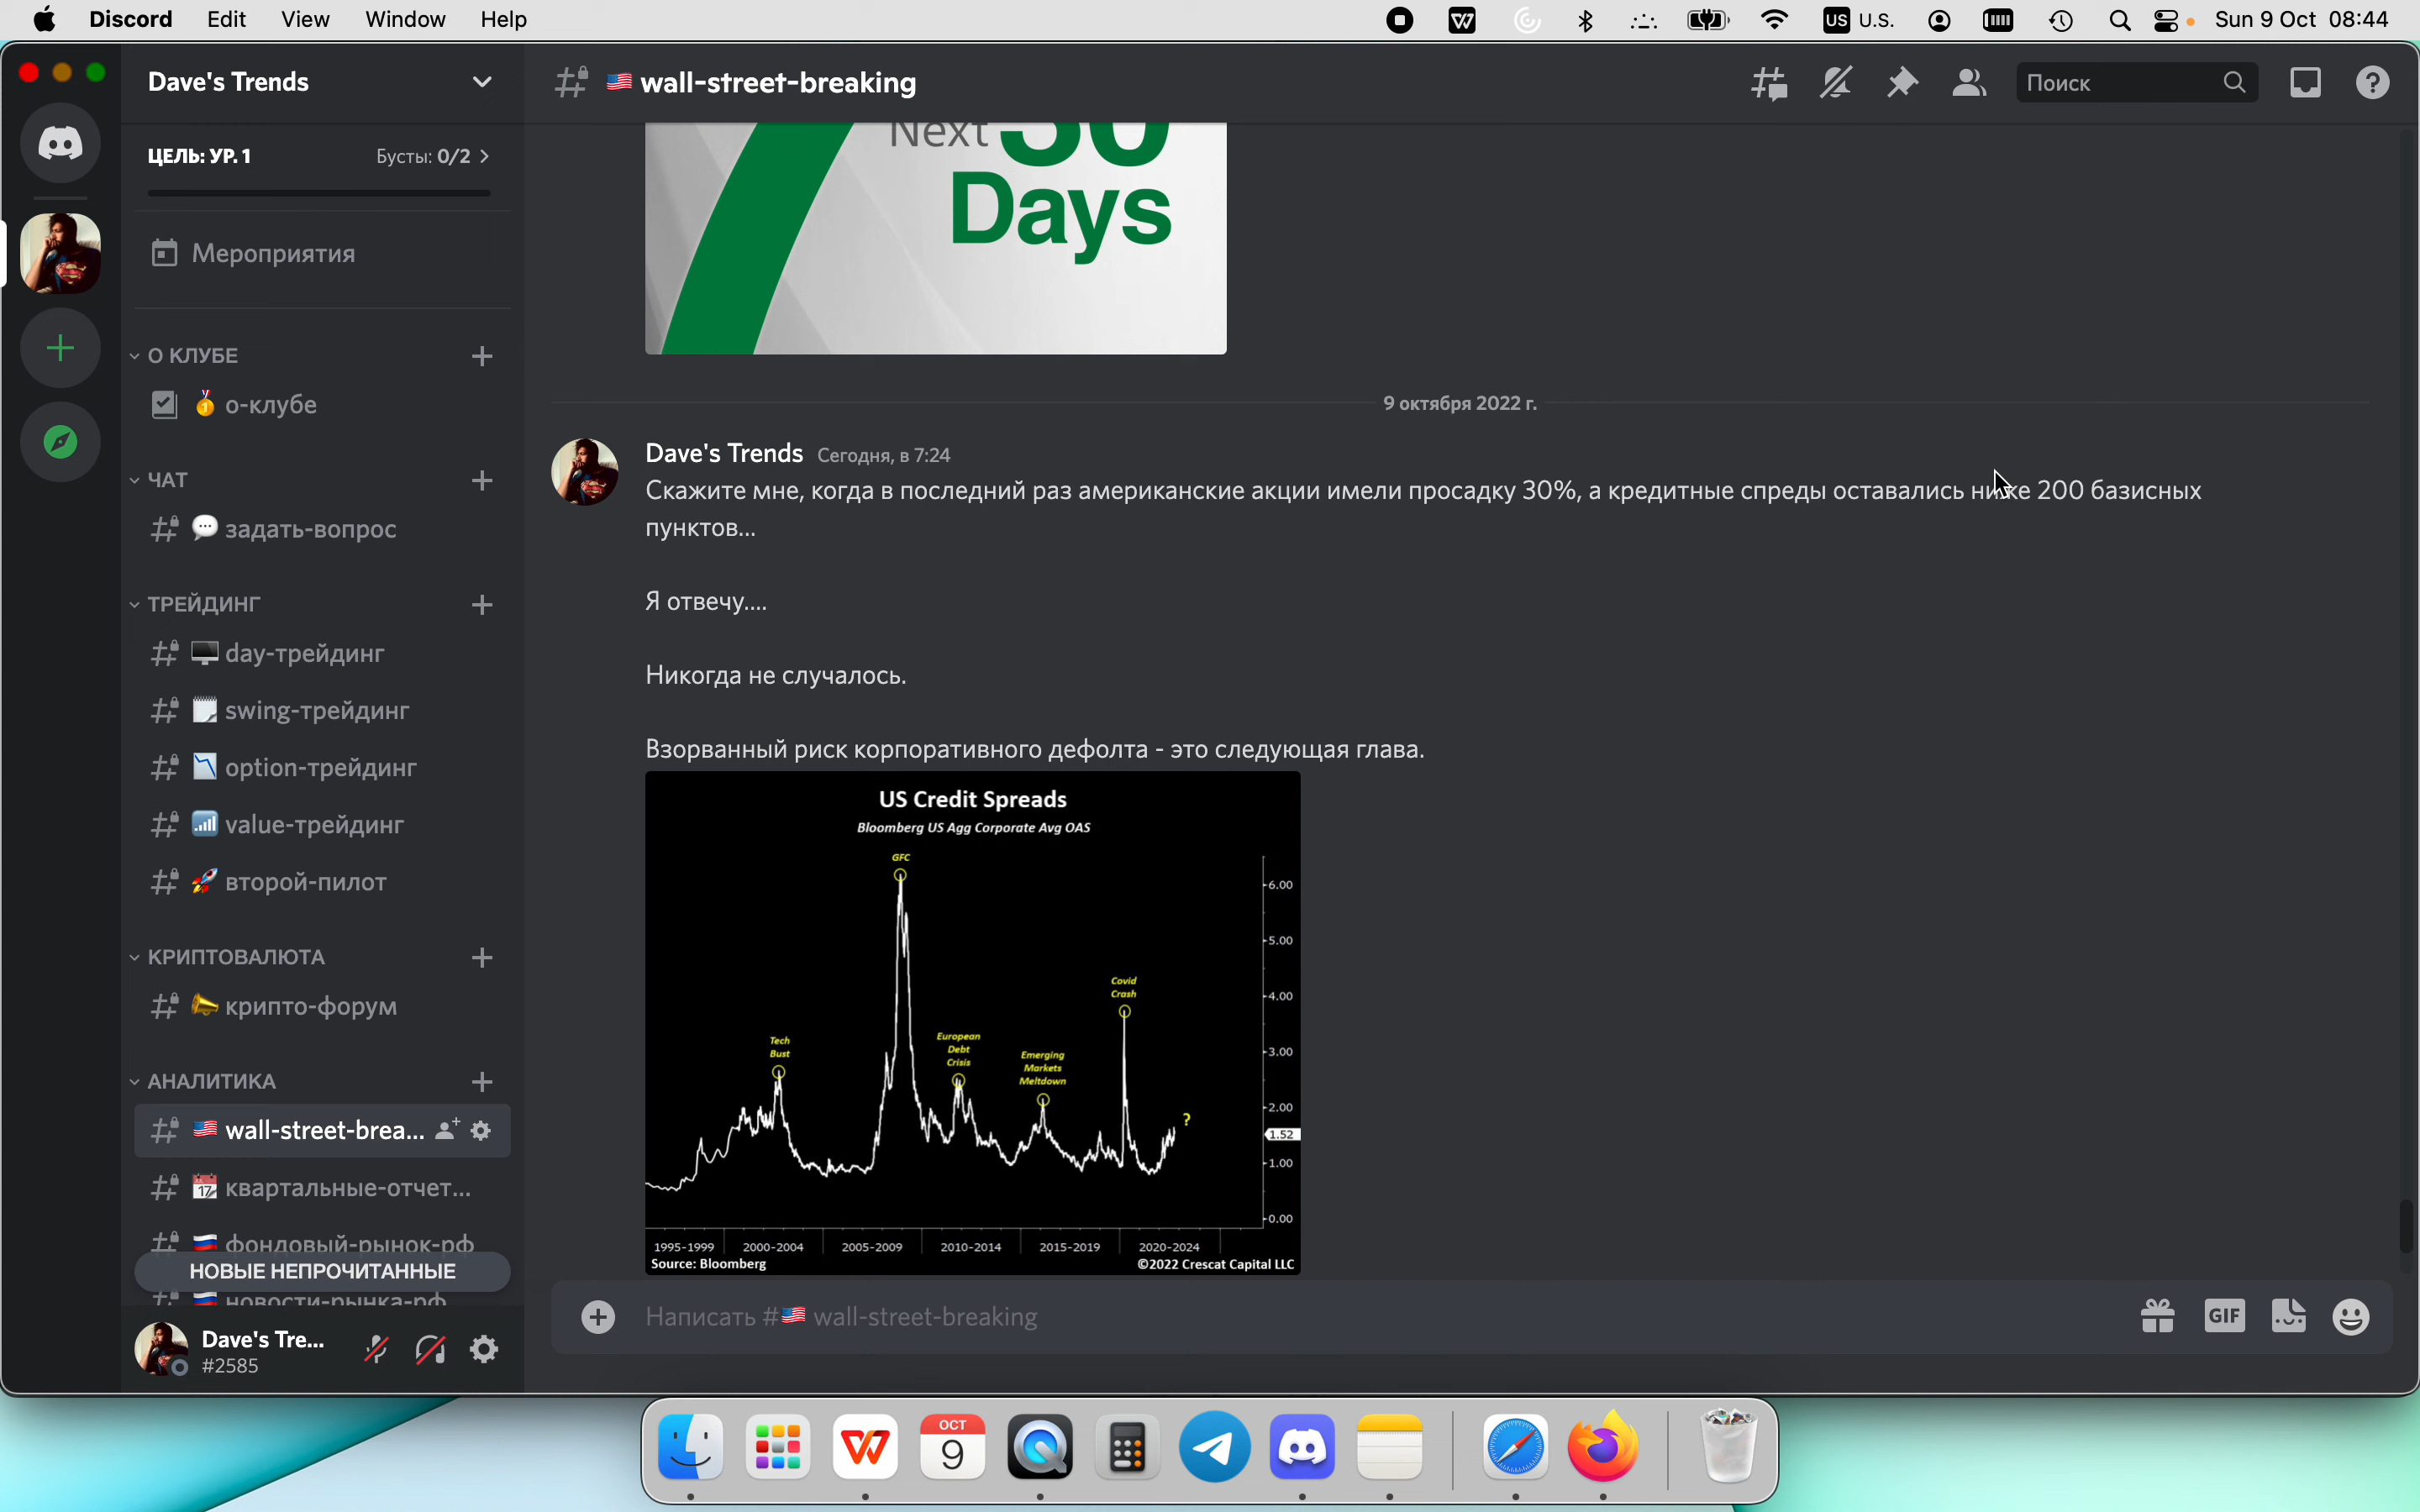 Discord Edit View Window Help
US U.S. Sun 9 Oct 08:44
Dave's Trends
ЦЕЛЬ: УР. 1 Бусты: 0/2
Мероприятия
О КЛУБЕ
о-клубе
ЧАТ
задать-вопрос
ТРЕЙДИНГ
day-трейдинг
swing-трейдинг
option-трейдинг
value-трейдинг
второй-пилот
КРИПТОВАЛЮТА
крипто-форум
АНАЛИТИКА
wall-street-brea...
квартальные-отчет...
фондовый-рынок-рф
НОВЫЕ НЕПРОЧИТАННЫЕ
новости-рынка-рф
Dave's Tre...
#2585
wall-street-breaking
Поиск
Next 30
Days
9 октября 2022 г.
Dave's Trends Сегодня, в 7:24
Скажите мне, когда в последний раз американские акции имели просадку 30%, а кредитные спреды оставались ниже 200 базисных
пунктов...
Я отвечу....
Никогда не случалось.
Взорванный риск корпоративного дефолта - это следующая глава.
US Credit Spreads
Bloomberg US Agg Corporate Avg OAS
GFC
6.00
5.00
Covid
Crash
4.00
Tech
Bust
European
Debt
Crisis
Emerging
Markets
Meltdown
3.00
2.00
?
1.52
1.00
0.00
1995-1999 2000-2004 2005-2009 2010-2014 2015-2019 2020-2024
Source: Bloomberg ©2022 Crescat Capital LLC
Написать # wall-street-breaking
GIF
OCT
9